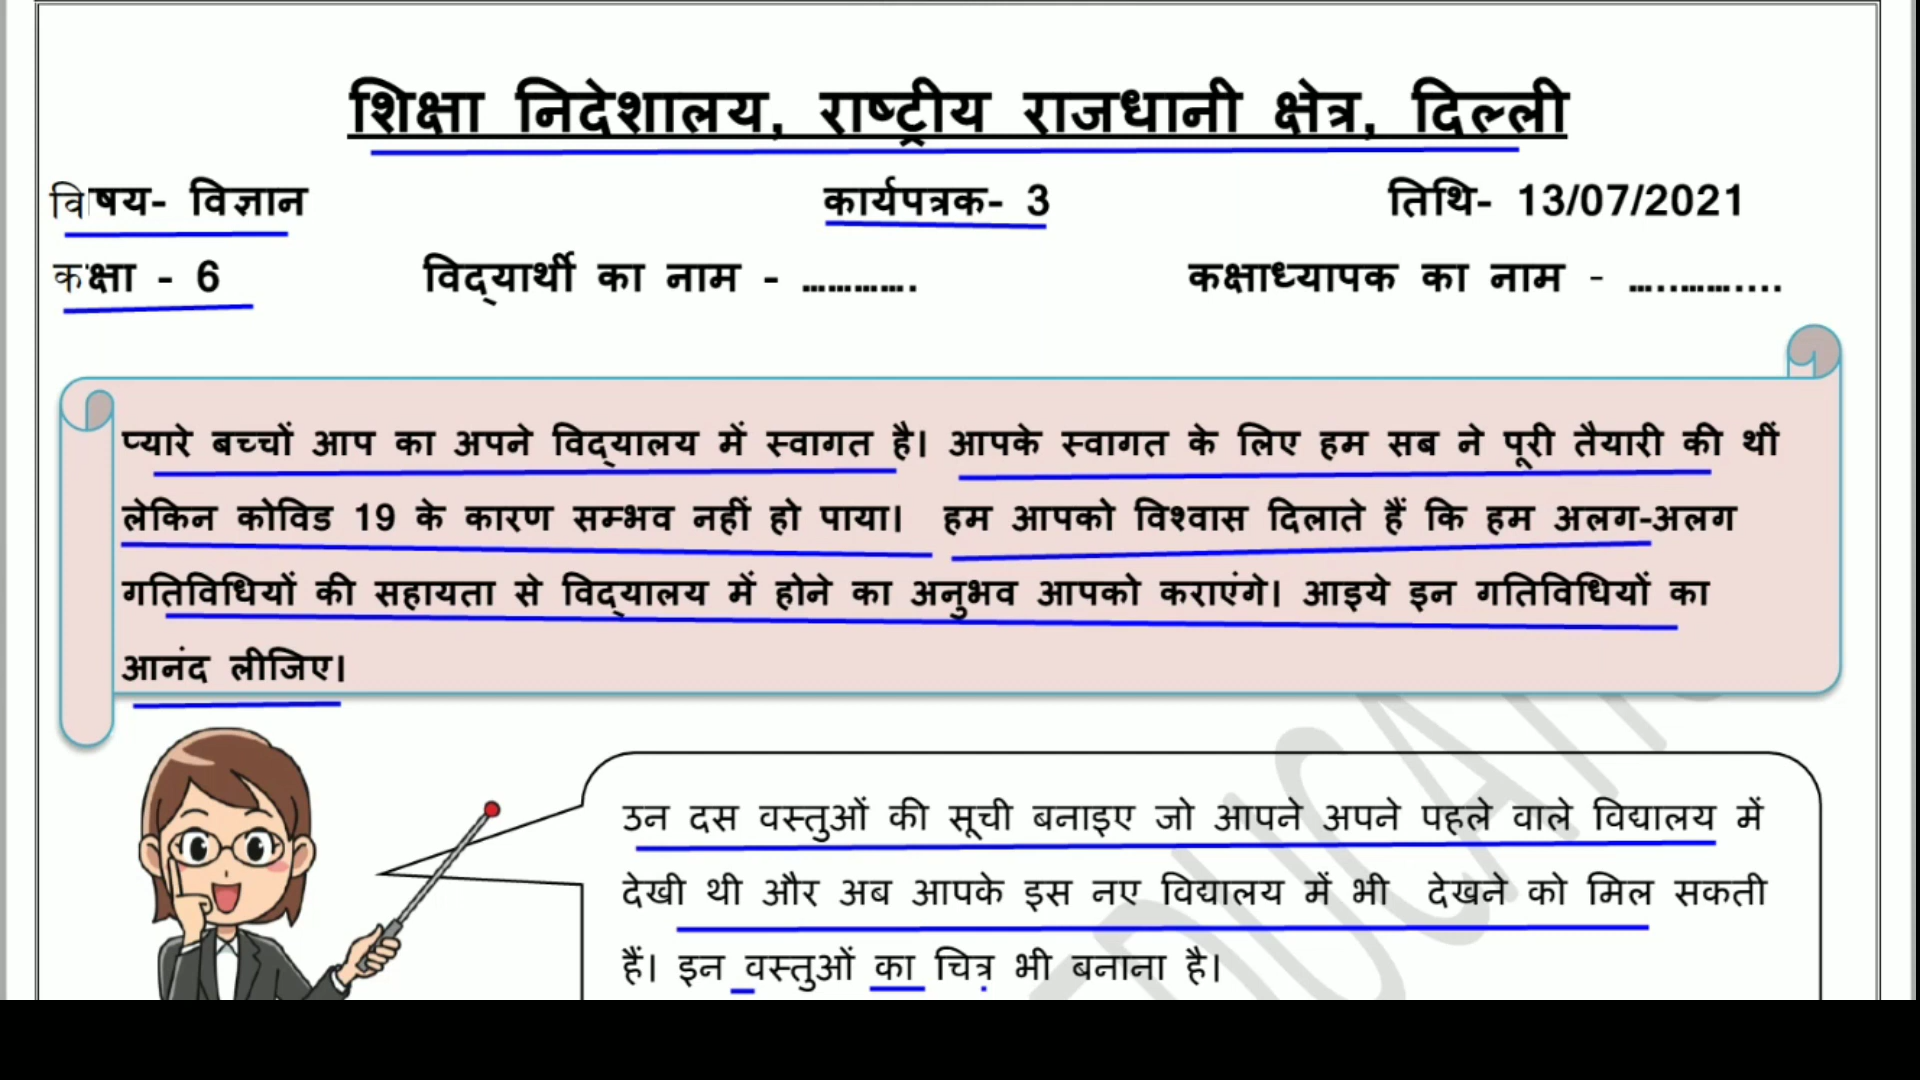 शिक्षा निदेशालय, राष्ट्रीय राजधानी क्षेत्र, दिल्ली
विषय- विज्ञान कार्यपत्रक- 3 तिथि- 13/07/2021
कक्षा - 6 विद्यार्थी का नाम - ............. कक्षाध्यापक का नाम - ...............
प्यारे बच्चों आप का अपने विद्यालय में स्वागत है। आपके स्वागत के लिए हम सब ने पूरी तैयारी की थीं
लेकिन कोविड 19 के कारण सम्भव नहीं हो पाया। हम आपको विश्वास दिलाते हैं कि हम अलग-अलग
गतिविधियों की सहायता से विद्यालय में होने का अनुभव आपको कराएंगे। आइये इन गतिविधियों का
आनंद लीजिए।
उन दस वस्तुओं की सूची बनाइए जो आपने अपने पहले वाले विद्यालय में
देखी थी और अब आपके इस नए विद्यालय में भी देखने को मिल सकती
हैं। इन वस्तुओं का चित्र भी बनाना है।